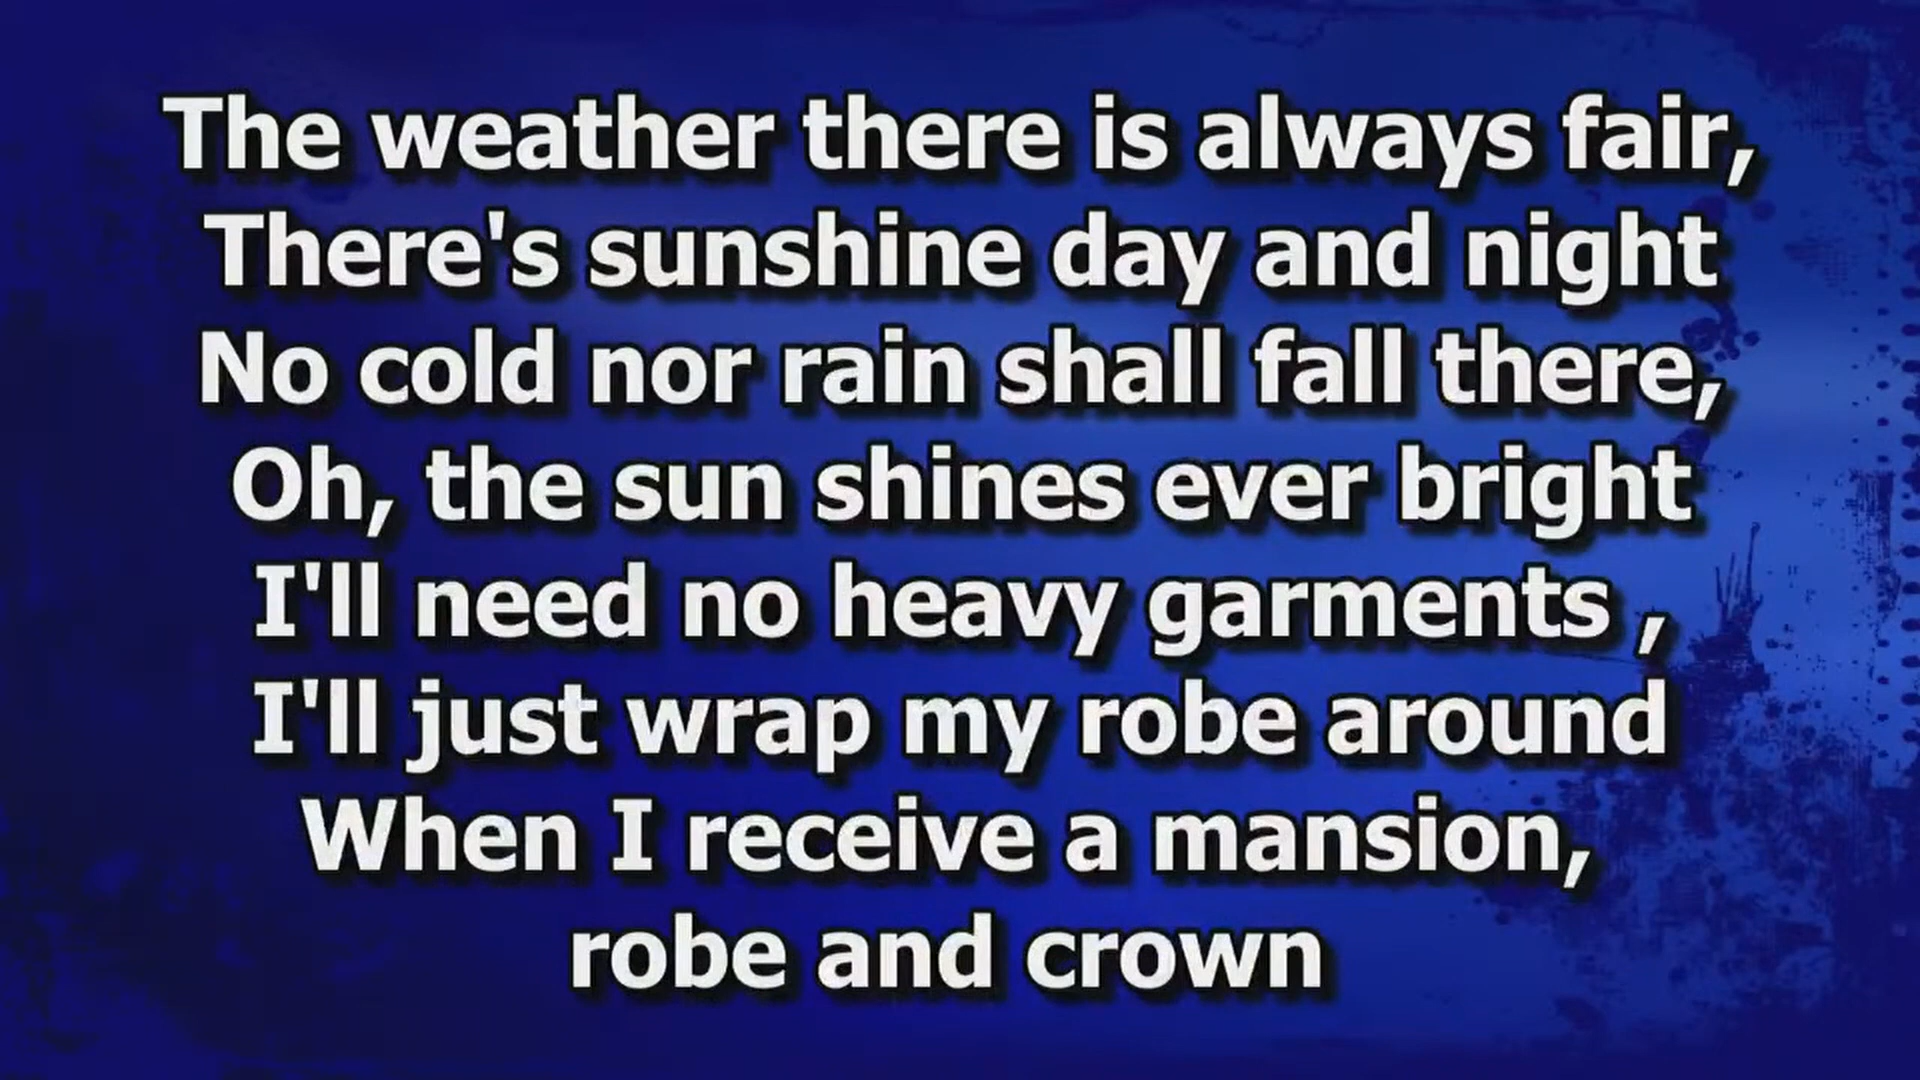 The weather there is always fair,
There's sunshine day and night
No cold nor rain shall fall there,
Oh, the sun shines ever bright
I'll need no heavy garments ,
I'll just wrap my robe around
When I receive a mansion,
robe and crown